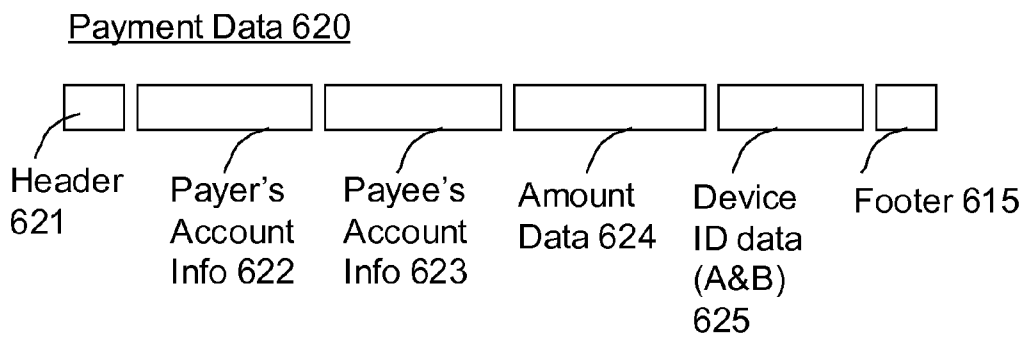 Payment Data 620
Header
621
Payer's
Account
Info 622
Payee's
Account
Info 623
Amount
Data 624
Device
ID data
(A&B)
625
Footer 615